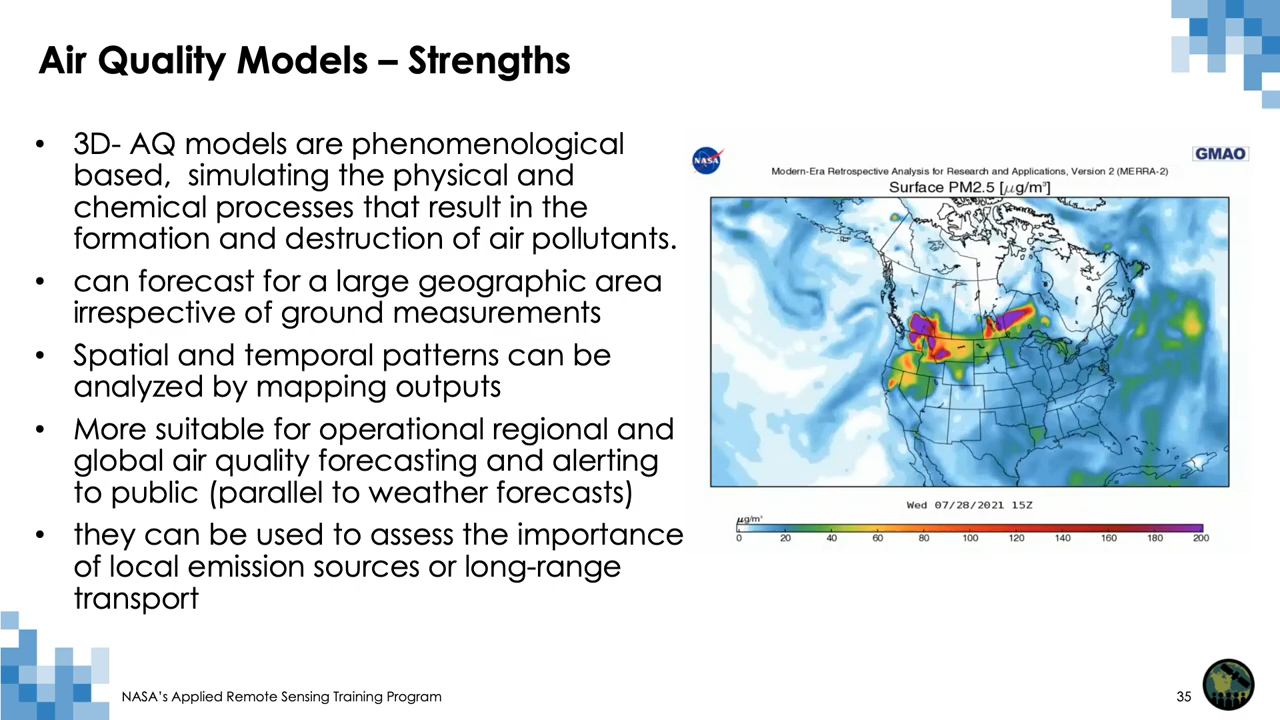 Air Quality Models – Strengths
• 3D- AQ models are phenomenological
based, simulating the physical and
chemical processes that result in the
formation and destruction of air pollutants.
• can forecast for a large geographic area
irrespective of ground measurements
• Spatial and temporal patterns can be
analyzed by mapping outputs
• More suitable for operational regional and
global air quality forecasting and alerting
to public (parallel to weather forecasts)
• they can be used to assess the importance
of local emission sources or long-range
transport
NASA
GMAO
Modern-Era Retrospective Analysis for Research and Applications, Version 2 (MERRA-2)
Surface PM2.5 [μg/m³]
Wed 07/28/2021 15Z
μg/m³
0 20 40 60 80 100 120 140 160 180 200
NASA's Applied Remote Sensing Training Program
35